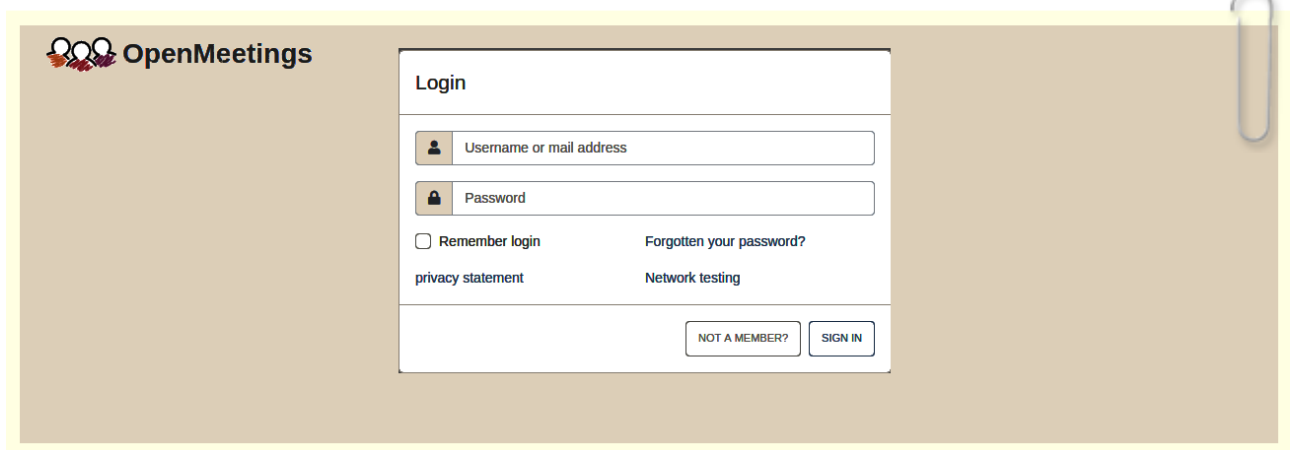 OpenMeetings
Login
Username or mail address
Password
Remember login
Forgotten your password?
privacy statement
Network testing
NOT A MEMBER?
SIGN IN